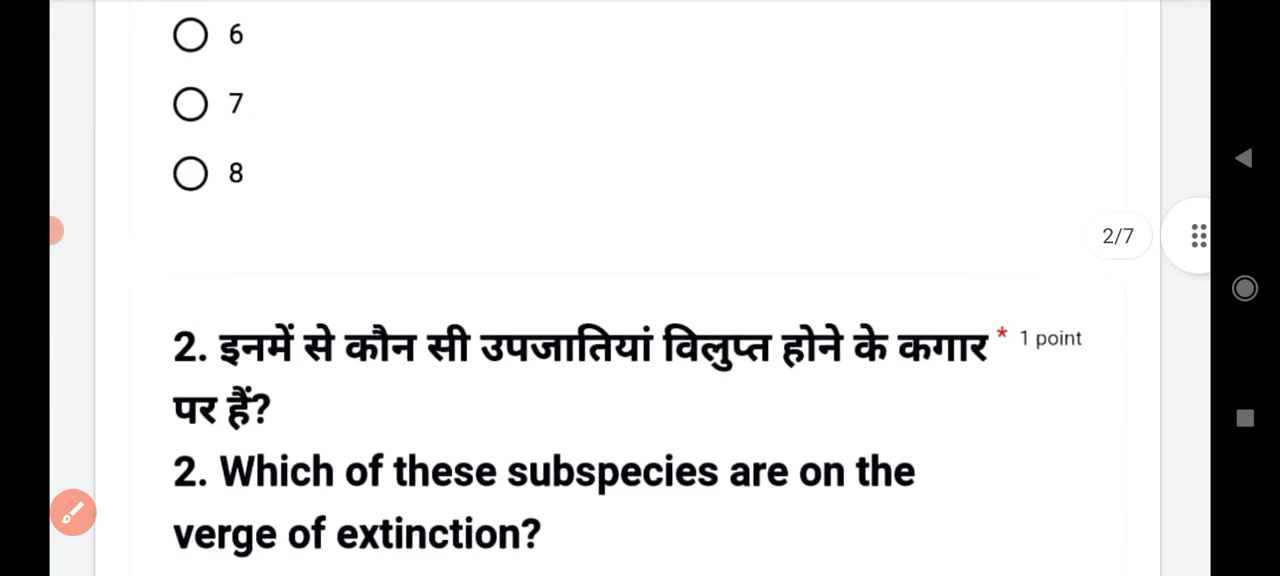 6
7
8
2/7
2. इनमें से कौन सी उपजातियां विलुप्त होने के कगार * 1 point
पर हैं?
2. Which of these subspecies are on the
verge of extinction?